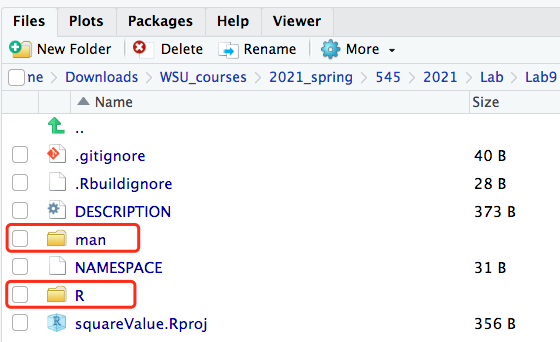 Files Plots Packages Help Viewer
New Folder Delete Rename More
ne Downloads WSU_courses 2021_spring 545 2021 Lab Lab9
Name Size
..
.gitignore 40 B
.Rbuildignore 28 B
DESCRIPTION 373 B
man
NAMESPACE 31 B
R
squareValue.Rproj 356 B